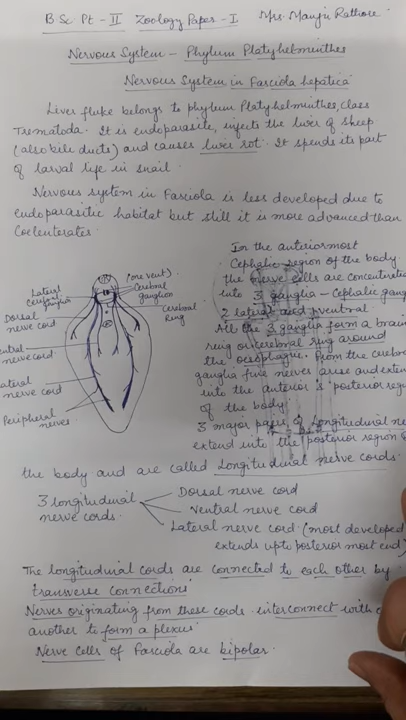 B Sc Pt - II Zoology Paper - I Mrs. Manju Rathore
Nervous System - Phylum Platyhelminthes
Nervous System in Fasciola hepatica
Liver fluke belongs to phylum Platyhelminthes, Class
Trematoda. It is endoparasite, infects the liver of sheep
(also bile ducts) and causes liver rot. It spends its part
of larval life in snail.
Nervous system in Fasciola is less developed due to
endoparasitic habitat but still it is more advanced than
Coelenterates.
Lateral
cerebral
ganglion
Dorsal
nerve cord
nerve cord
nerve cord
Peripheral
nerves
(one vent)
Cerebral
ganglion
Cerebral
Ring
In the anteriormost
Cephalic region of the body
the nerve cells are concentrated
into 3 ganglia - Cephalic gang
2 lateral and 1 ventral
All the 3 ganglia form a brain
ring or cerebral ring around
the oesophagus. From the cerebral
ganglia fine nerves arise and extend
into the anterior & posterior reg
of the body.
3 major pairs of Longitudinal ne
extend into the posterior region of
the body and are called Longitudinal nerve cords.
3 longitudinal
nerve cords.
Dorsal nerve cord
Ventral nerve cord
Lateral nerve cord (most developed
extends upto posterior most end)
The longitudinal cords are connected to each other by
transverse connections
Nerves originating from these cords interconnect with
another to form a plexus
Nerve cells of Fasciola are bipolar.